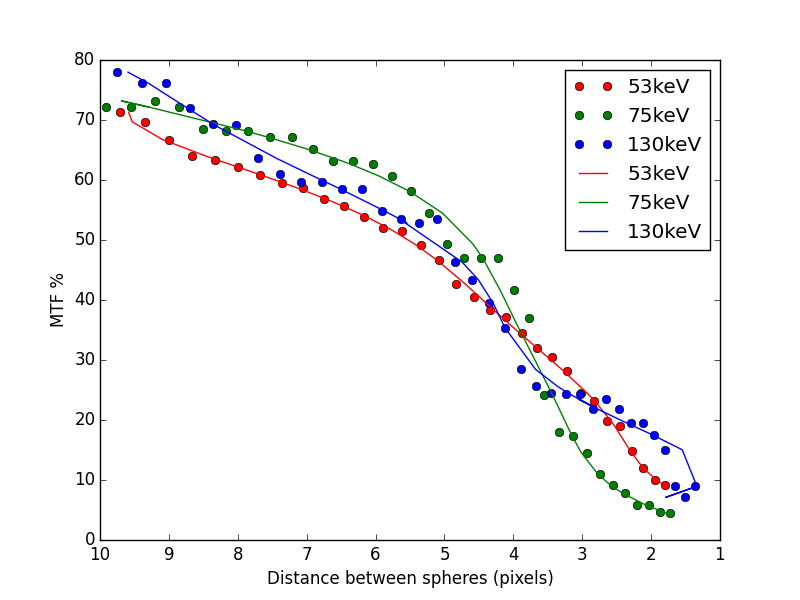 80
70
60
50
40
30
20
10
0
MTF %
10 9 8 7 6 5 4 3 2 1
Distance between spheres (pixels)
53keV
75keV
130keV
53keV
75keV
130keV